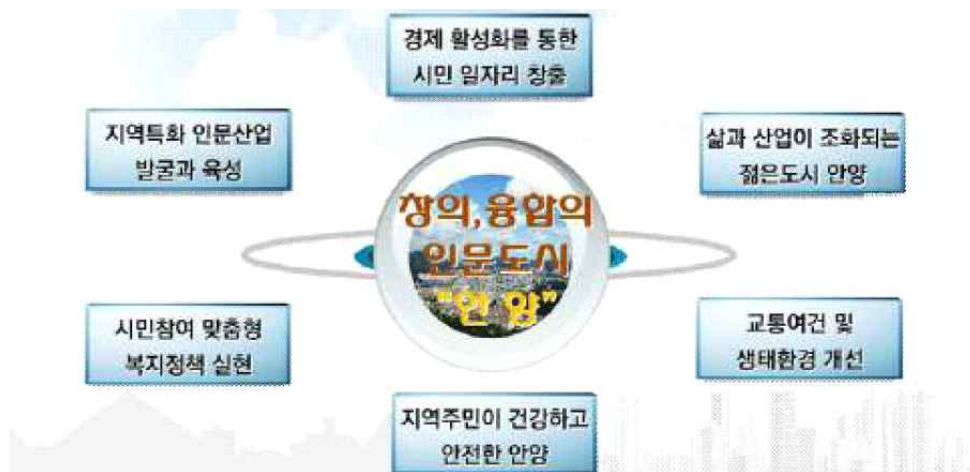 경제 활성화를 통한
시민 일자리 창출
지역특화 인문산업
발굴과 육성
삶과 산업이 조화되는
젊은도시 안양
창의,융합의
인문도시
"안 양"
시민참여 맞춤형
복지정책 실현
교통여건 및
생태환경 개선
지역주민이 건강하고
안전한 안양